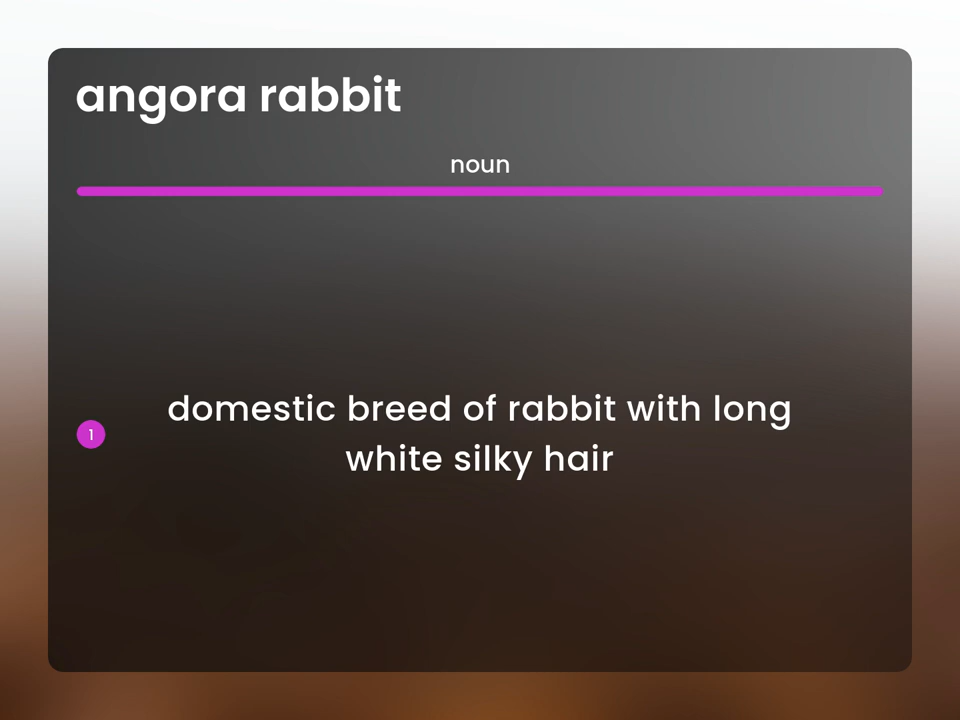 angora rabbit
noun
1
domestic breed of rabbit with long
white silky hair